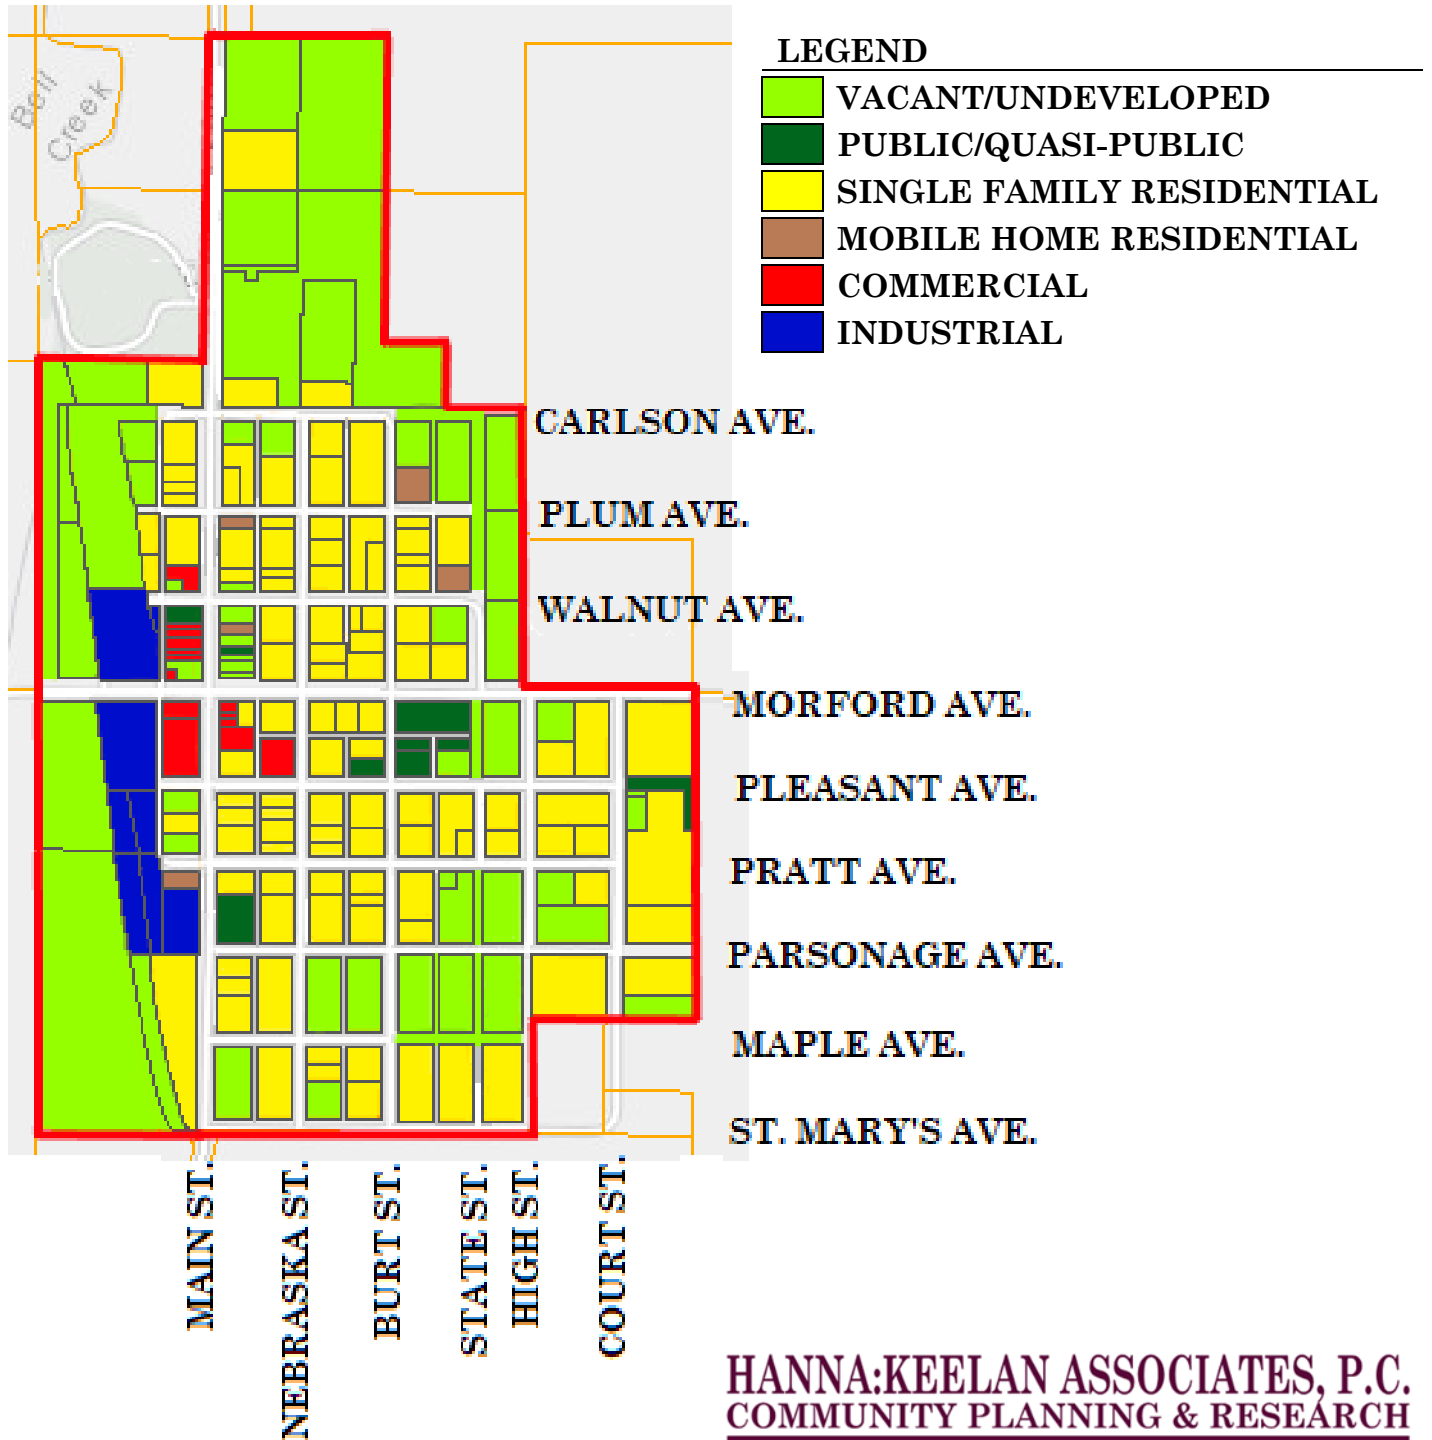 Bell
Creek
LEGEND
VACANT/UNDEVELOPED
PUBLIC/QUASI-PUBLIC
SINGLE FAMILY RESIDENTIAL
MOBILE HOME RESIDENTIAL
COMMERCIAL
INDUSTRIAL
CARLSON AVE.
PLUM AVE.
WALNUT AVE.
MORFORD AVE.
PLEASANT AVE.
PRATT AVE.
PARSONAGE AVE.
MAPLE AVE.
ST. MARY'S AVE.
MAIN ST.
NEBRASKA ST.
BURT ST.
STATE ST.
HIGH ST.
COURT ST.
HANNA:KEELAN ASSOCIATES, P.C.
COMMUNITY PLANNING & RESEARCH